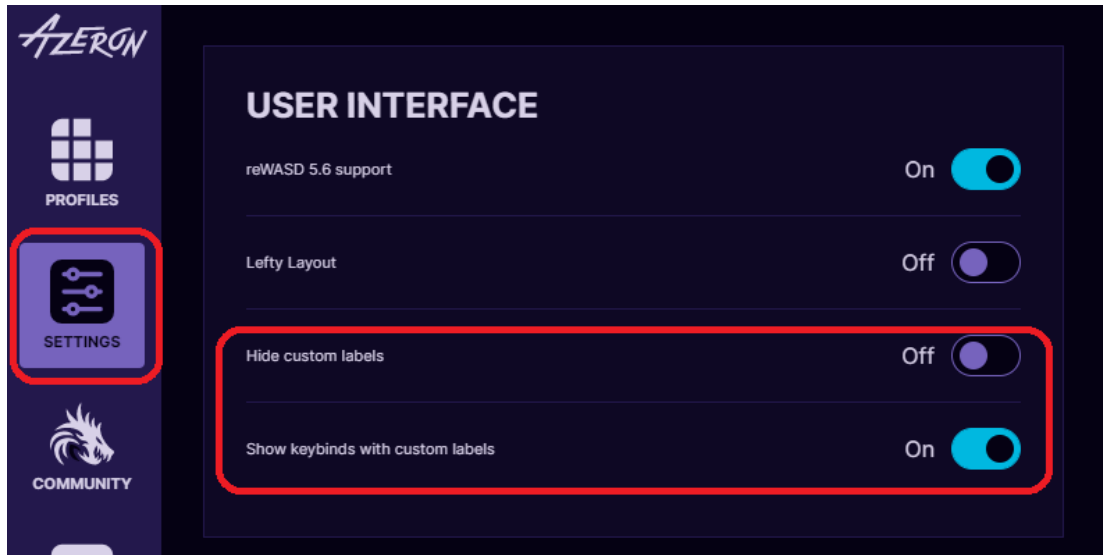 AZERON
USER INTERFACE
reWASD 5.6 support On
PROFILES
Lefty Layout Off
SETTINGS
Hide custom labels Off
Show keybinds with custom labels On
COMMUNITY